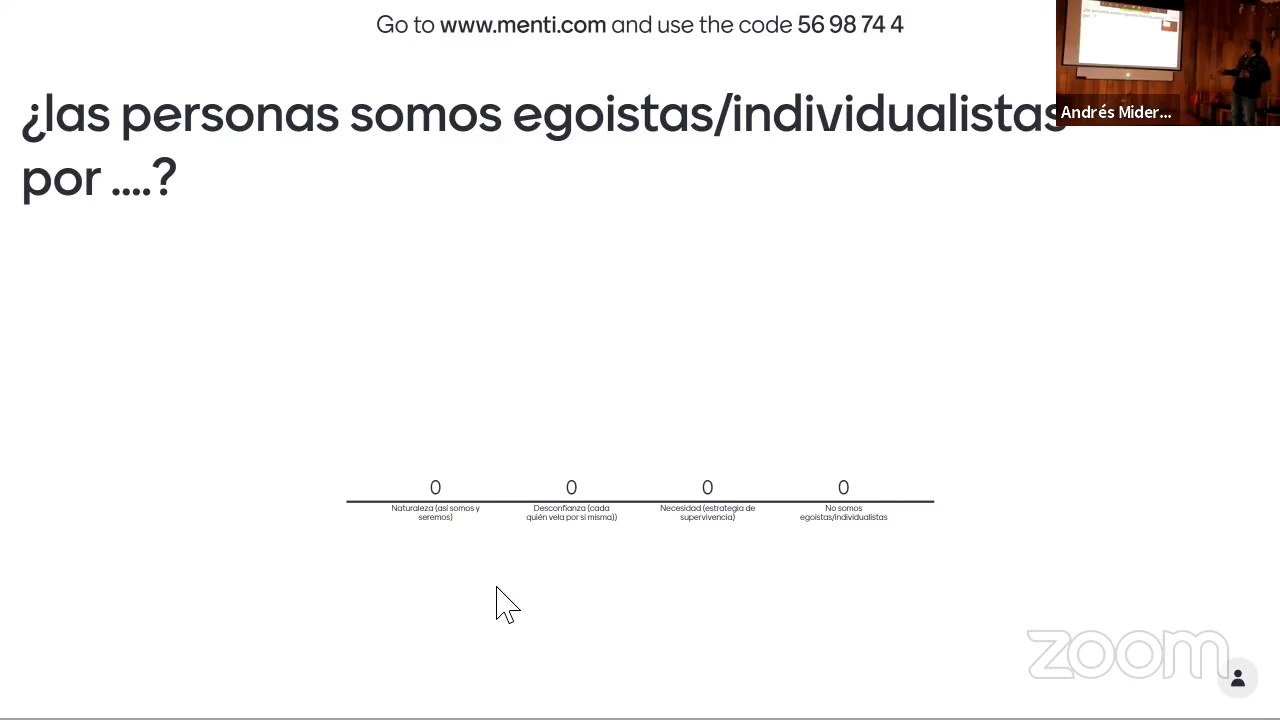 Go to www.menti.com and use the code 56 98 74 4
¿las personas somos egoistas/individualistas
por ....?
Andrés Mider...
0 0 0 0
Naturaleza (así somos y
seremos)
Desconfianza (cada
quién vela por si misma))
Necesidad (estrategia de
supervivencia)
No somos
egoistas/individualistas
zoom